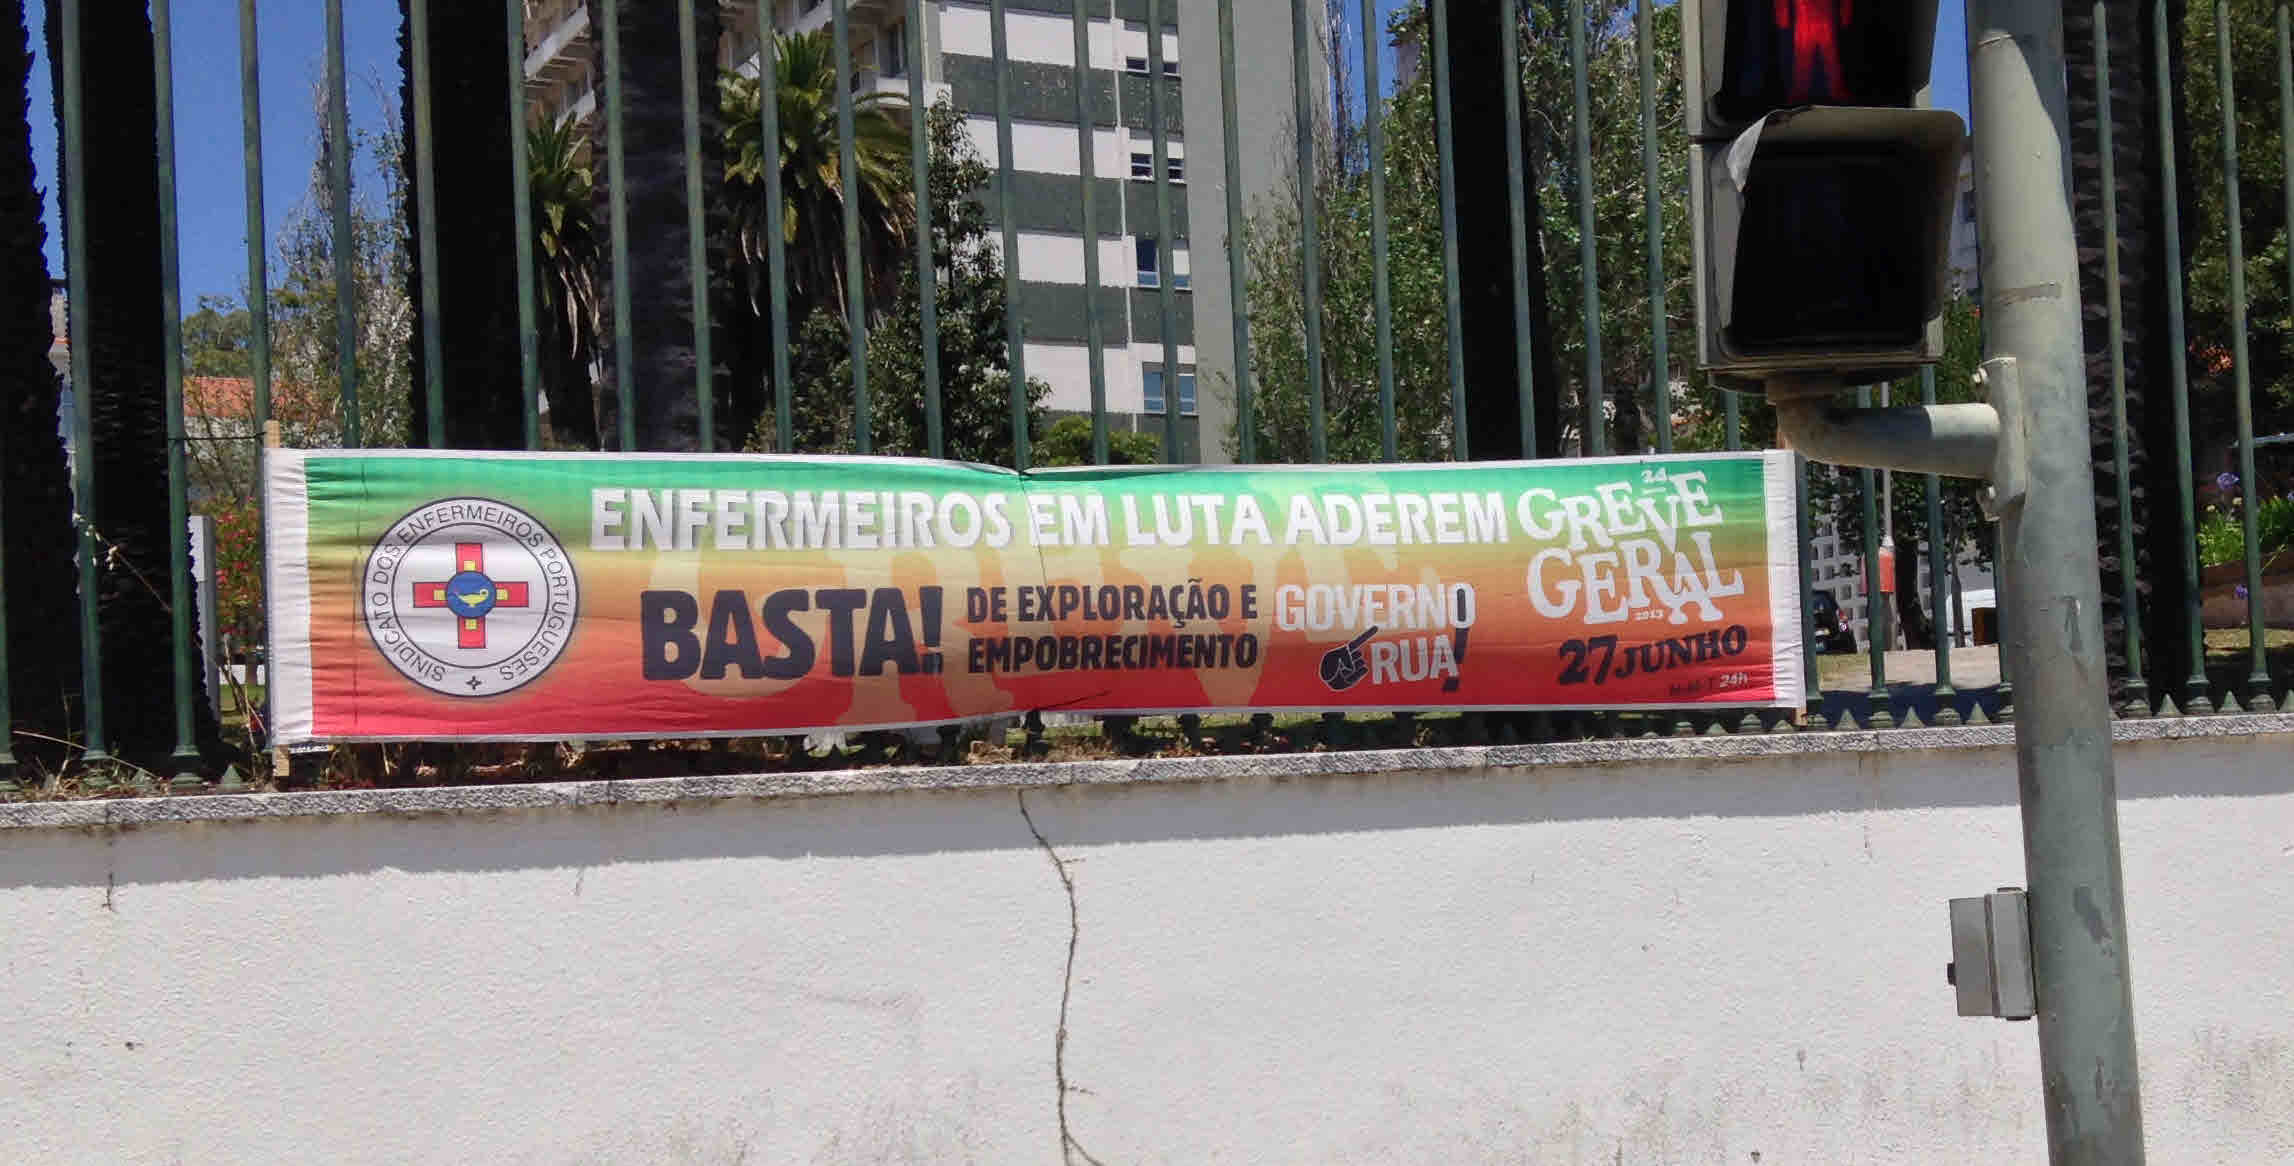 SINDICATO DOS ENFERMEIROS PORTUGUESES
ENFERMEIROS EM LUTA ADEREM
BASTA!
DE EXPLORAÇÃO E
EMPOBRECIMENTO
GOVERNO
RUA!
GREVE
GERAL
2013
27 JUNHO
24h
GREVE